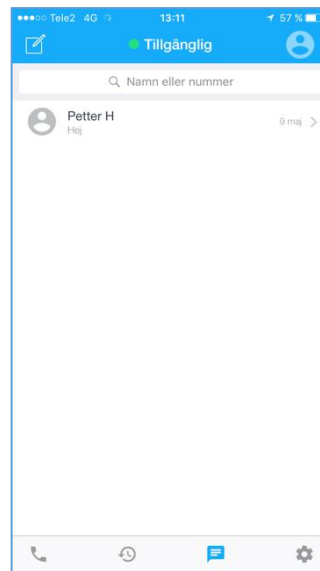 Tele2 4G 13:11 57 %
Tillgänglig
Namn eller nummer
Petter H
Hej
9 maj